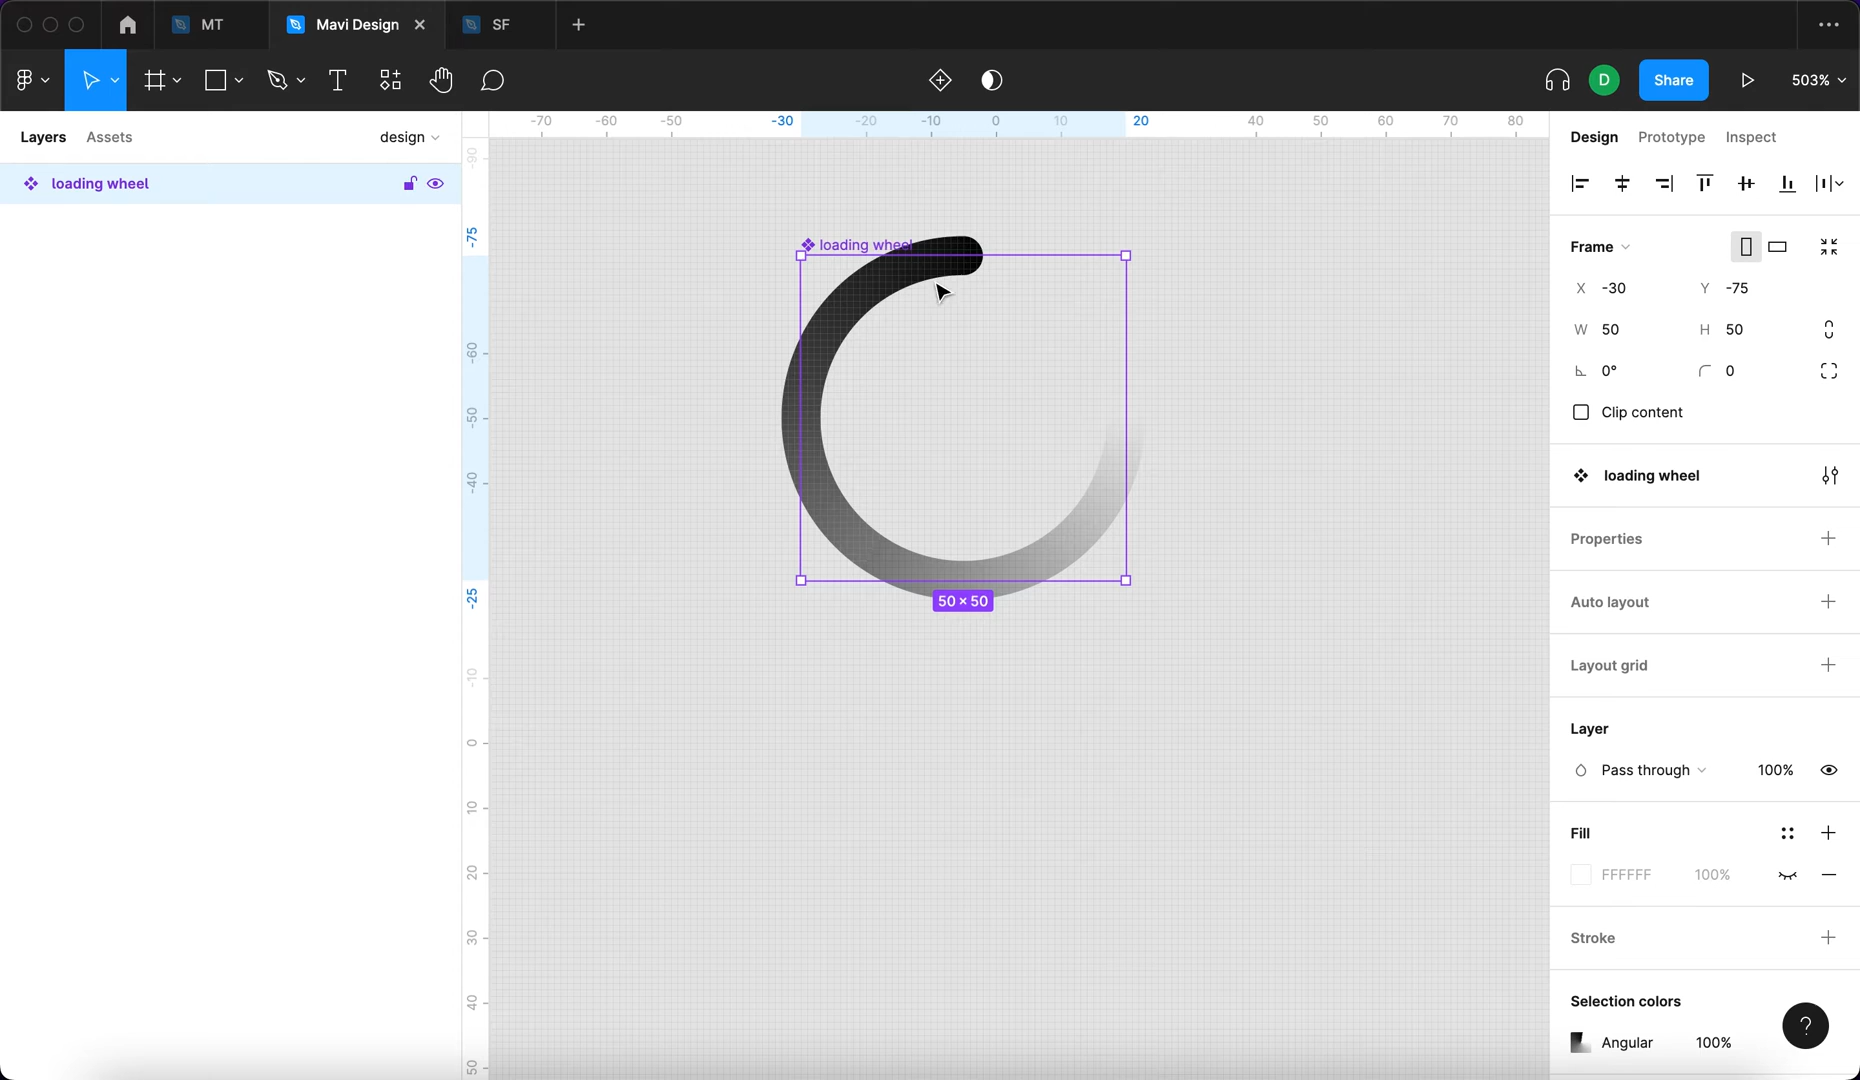 MT
Mavi Design
SF
D
Share
503%
Layers
Assets
design
loading wheel
-70
-60
-50
-30
-20
-10
0
10
20
40
50
60
70
80
-90
-75
-60
-50
-40
-25
-10
0
10
20
30
40
50
loading wheel
50 × 50
Design
Prototype
Inspect
Frame
X -30
Y -75
W 50
H 50
0°
0
Clip content
loading wheel
Properties
Auto layout
Layout grid
Layer
Pass through
100%
Fill
FFFFFF
100%
Stroke
Selection colors
Angular
100%
?